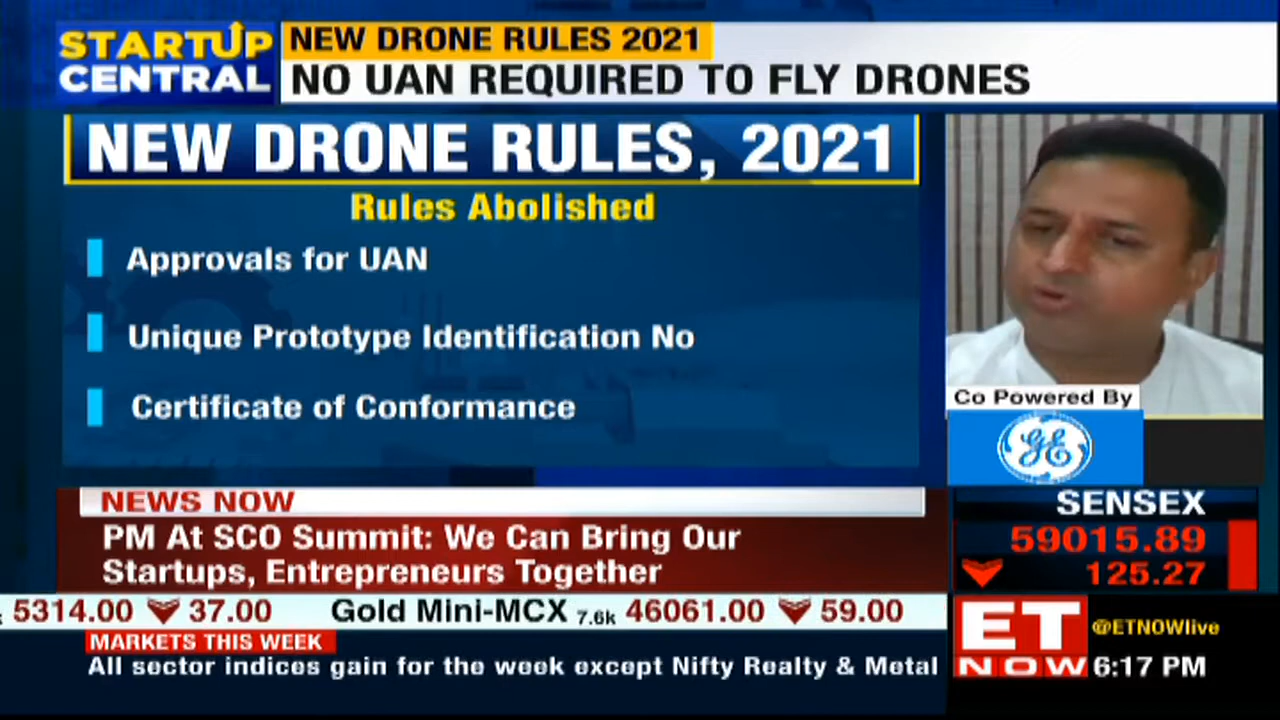 STARTUP
CENTRAL
NEW DRONE RULES 2021
NO UAN REQUIRED TO FLY DRONES
NEW DRONE RULES, 2021
Rules Abolished
Approvals for UAN
Unique Prototype Identification No
Certificate of Conformance
Co Powered By
GE
NEWS NOW
PM At SCO Summit: We Can Bring Our
Startups, Entrepreneurs Together
SENSEX
59015.89
125.27
5314.00 37.00 Gold Mini-MCX 7.6k 46061.00 59.00
MARKETS THIS WEEK
All sector indices gain for the week except Nifty Realty & Metal
ET
NOW
@ETNOWlive
6:17 PM